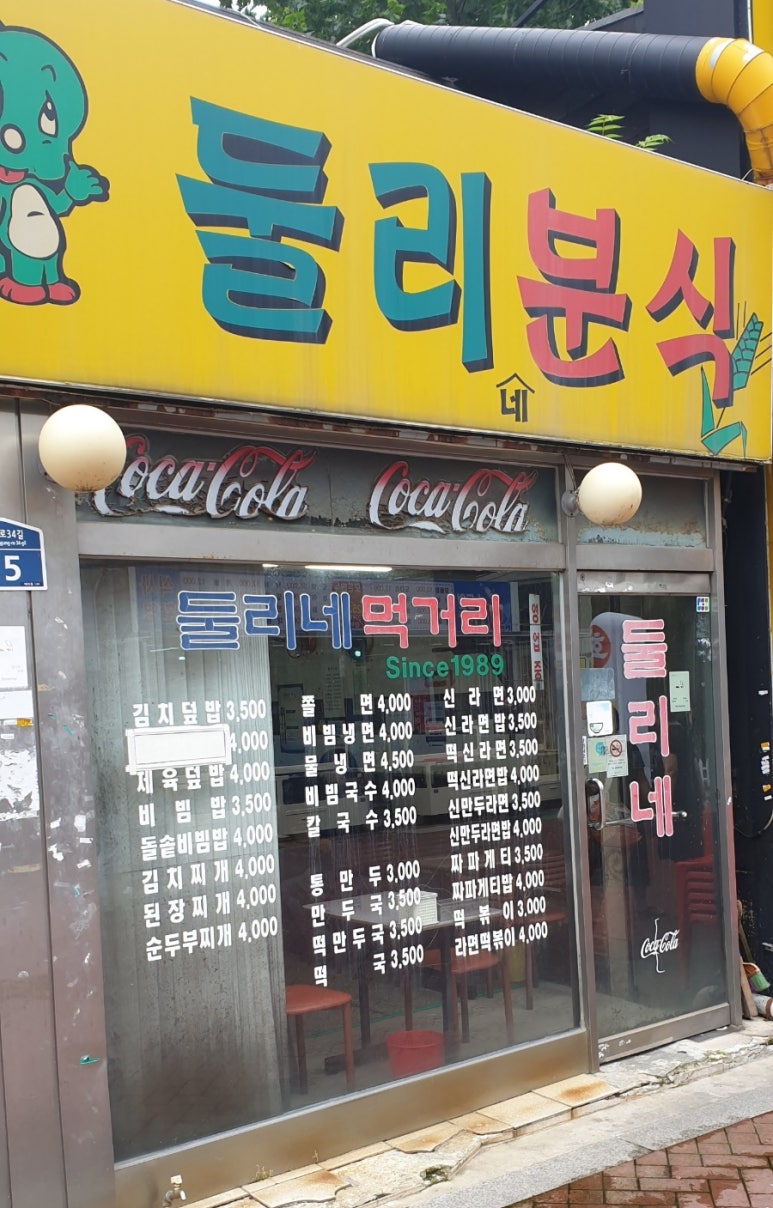 둘리분식
네
Coca-Cola Coca-Cola
로34길
5
둘리네 먹거리
Since1989
김치덮밥 3,500
4,000
제육덮밥 4,000
비빔밥 3,500
돌솥비빔밥 4,000
김치찌개 4,000
된장찌개 4,000
순두부찌개 4,000
쫄면 4,000
비빔냉면 4,000
물냉면 4,500
비빔국수 4,000
칼국수 3,500
통만두 3,000
만두국 3,500
떡만두국 3,500
떡국 3,500
신라면 3,000
신라면밥 3,500
떡신라면 3,500
떡신라면밥 4,000
신만두라면 3,500
신만두라면밥 4,000
짜파게티 3,500
짜파게티밥 4,000
떡볶이 3,000
라면떡볶이 4,000
둘리네
Coca-Cola